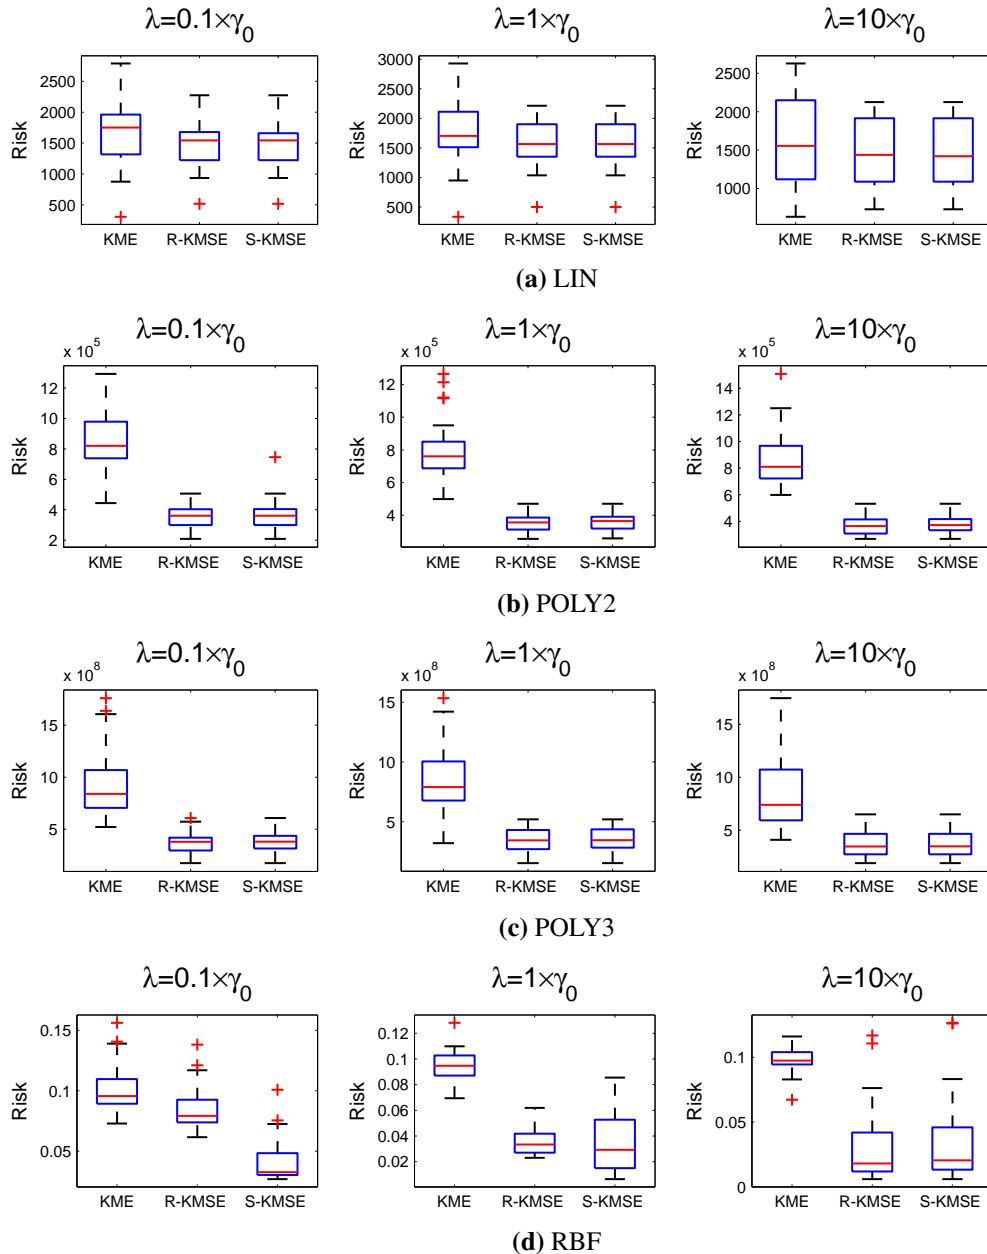 λ=0.1×γ0 λ=1×γ0 λ=10×γ0
Risk
2500
2000
1500
1000
500
KME R-KMSE S-KMSE
Risk
3000
2500
2000
1500
1000
500
KME R-KMSE S-KMSE
Risk
2500
2000
1500
1000
KME R-KMSE S-KMSE
(a) LIN
λ=0.1×γ0 λ=1×γ0 λ=10×γ0
x 10^5
Risk
12
10
8
6
4
2
KME R-KMSE S-KMSE
x 10^5
Risk
12
10
8
6
4
KME R-KMSE S-KMSE
x 10^5
Risk
14
12
10
8
6
4
KME R-KMSE S-KMSE
(b) POLY2
λ=0.1×γ0 λ=1×γ0 λ=10×γ0
x 10^8
Risk
15
10
5
KME R-KMSE S-KMSE
x 10^8
Risk
15
10
5
KME R-KMSE S-KMSE
x 10^8
Risk
15
10
5
KME R-KMSE S-KMSE
(c) POLY3
λ=0.1×γ0 λ=1×γ0 λ=10×γ0
Risk
0.15
0.1
0.05
KME R-KMSE S-KMSE
Risk
0.12
0.1
0.08
0.06
0.04
0.02
KME R-KMSE S-KMSE
Risk
0.1
0.05
0
KME R-KMSE S-KMSE
(d) RBF